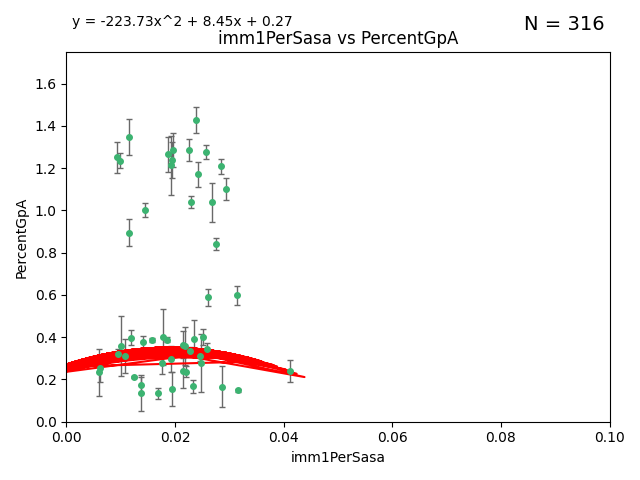 y = -223.73x^2 + 8.45x + 0.27
N = 316
imm1PerSasa vs PercentGpA
1.6
1.4
1.2
1.0
0.8
0.6
0.4
0.2
0.0
PercentGpA
0.00 0.02 0.04 0.06 0.08 0.10
imm1PerSasa